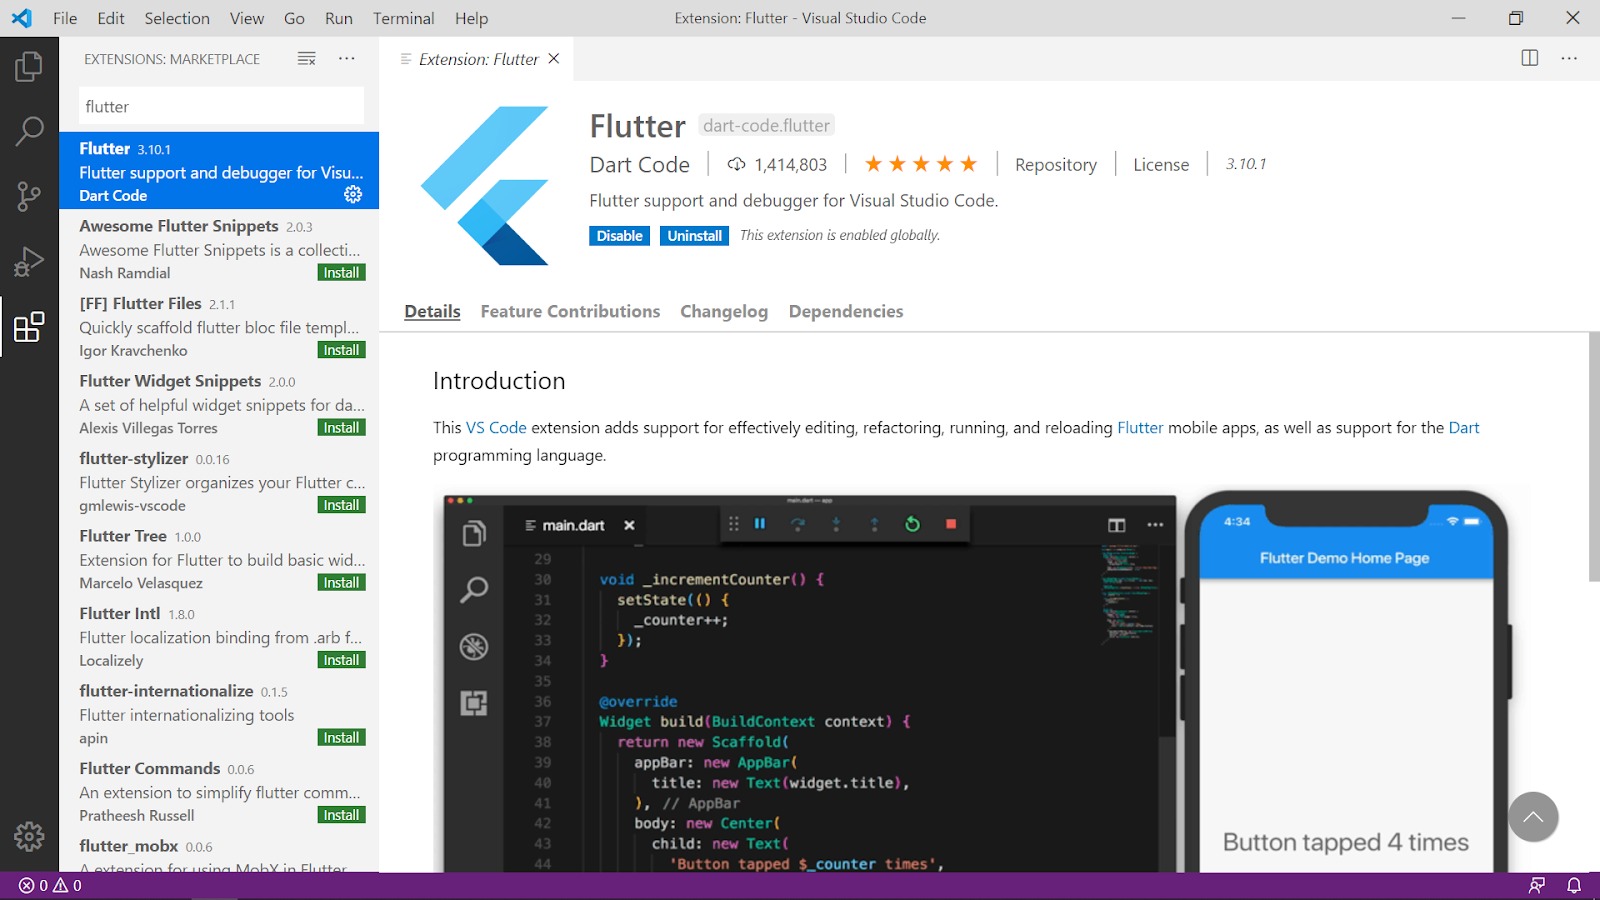 File Edit Selection View Go Run Terminal Help
Extension: Flutter - Visual Studio Code
EXTENSIONS: MARKETPLACE
flutter
Flutter 3.10.1
Flutter support and debugger for Visu...
Dart Code
Awesome Flutter Snippets 2.0.3
Awesome Flutter Snippets is a collecti...
Nash Ramdial Install
[FF] Flutter Files 2.1.1
Quickly scaffold flutter bloc file templ...
Igor Kravchenko Install
Flutter Widget Snippets 2.0.0
A set of helpful widget snippets for da...
Alexis Villegas Torres Install
flutter-stylizer 0.0.16
Flutter Stylizer organizes your Flutter c...
gmlewis-vscode Install
Flutter Tree 1.0.0
Extension for Flutter to build basic wid...
Marcelo Velasquez Install
Flutter Intl 1.8.0
Flutter localization binding from .arb f...
Localizely Install
flutter-internationalize 0.1.5
Flutter internationalizing tools
apin Install
Flutter Commands 0.0.6
An extension to simplify flutter comm...
Pratheesh Russell Install
flutter_mobx 0.0.6
A extension for using MobX in Flutter
Extension: Flutter
Flutter dart-code.flutter
Dart Code 1,414,803 Repository License 3.10.1
Flutter support and debugger for Visual Studio Code.
Disable Uninstall This extension is enabled globally.
Details Feature Contributions Changelog Dependencies
Introduction
This VS Code extension adds support for effectively editing, refactoring, running, and reloading Flutter mobile apps, as well as support for the Dart
programming language.
main.dart — app
main.dart
29
30 void _incrementCounter() {
31 setState(() {
32 _counter++;
33 });
34 }
35
36 @override
37 Widget build(BuildContext context) {
38 return new Scaffold(
39 appBar: new AppBar(
40 title: new Text(widget.title),
41 ), // AppBar
42 body: new Center(
43 child: new Text(
44 'Button tapped $_counter times',
4:34
Flutter Demo Home Page
Button tapped 4 times
0 0